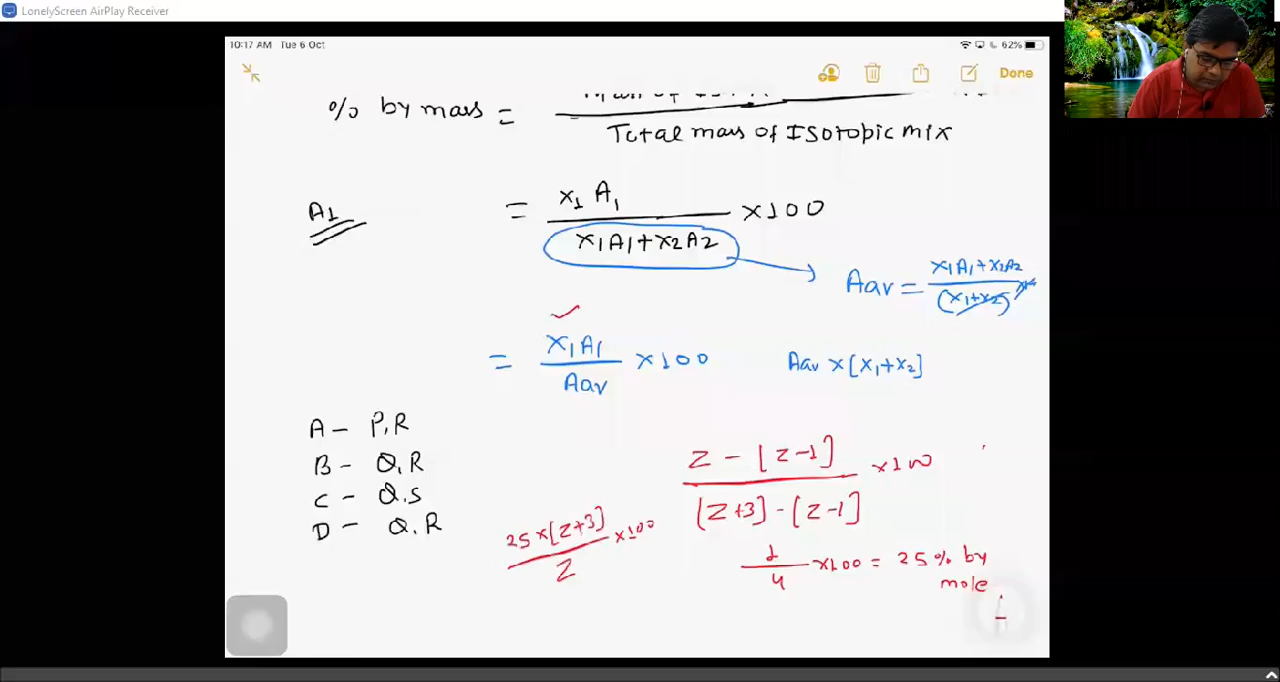 LonelyScreen AirPlay Receiver
10:17 AM Tue 6 Oct
62%
Done
% by mass =
Total mass of Isotopic mix
A1
= x₁A₁ / x₁A₁+x₂A₂ ×100
Aav = x₁A₁+x₂A₂ / (x₁+x₂)
= x₁A₁ / Aav ×100
Aav ×[x₁+x₂]
A – P,R
B – Q,R
C – Q,S
D – Q,R
Z – [Z–1] / [Z+3] – [Z–1] ×100
25×[Z+3] / Z ×100
1 / 4 ×100 = 25% by
mole